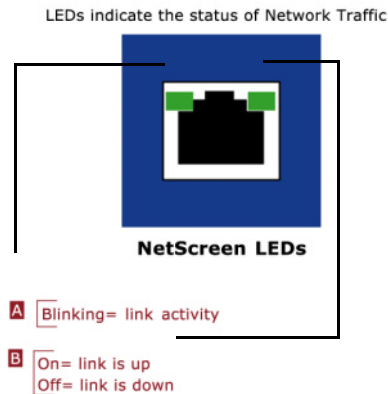 LEDs indicate the status of Network Traffic
NetScreen LEDs
A Blinking= link activity
B On= link is up
Off= link is down